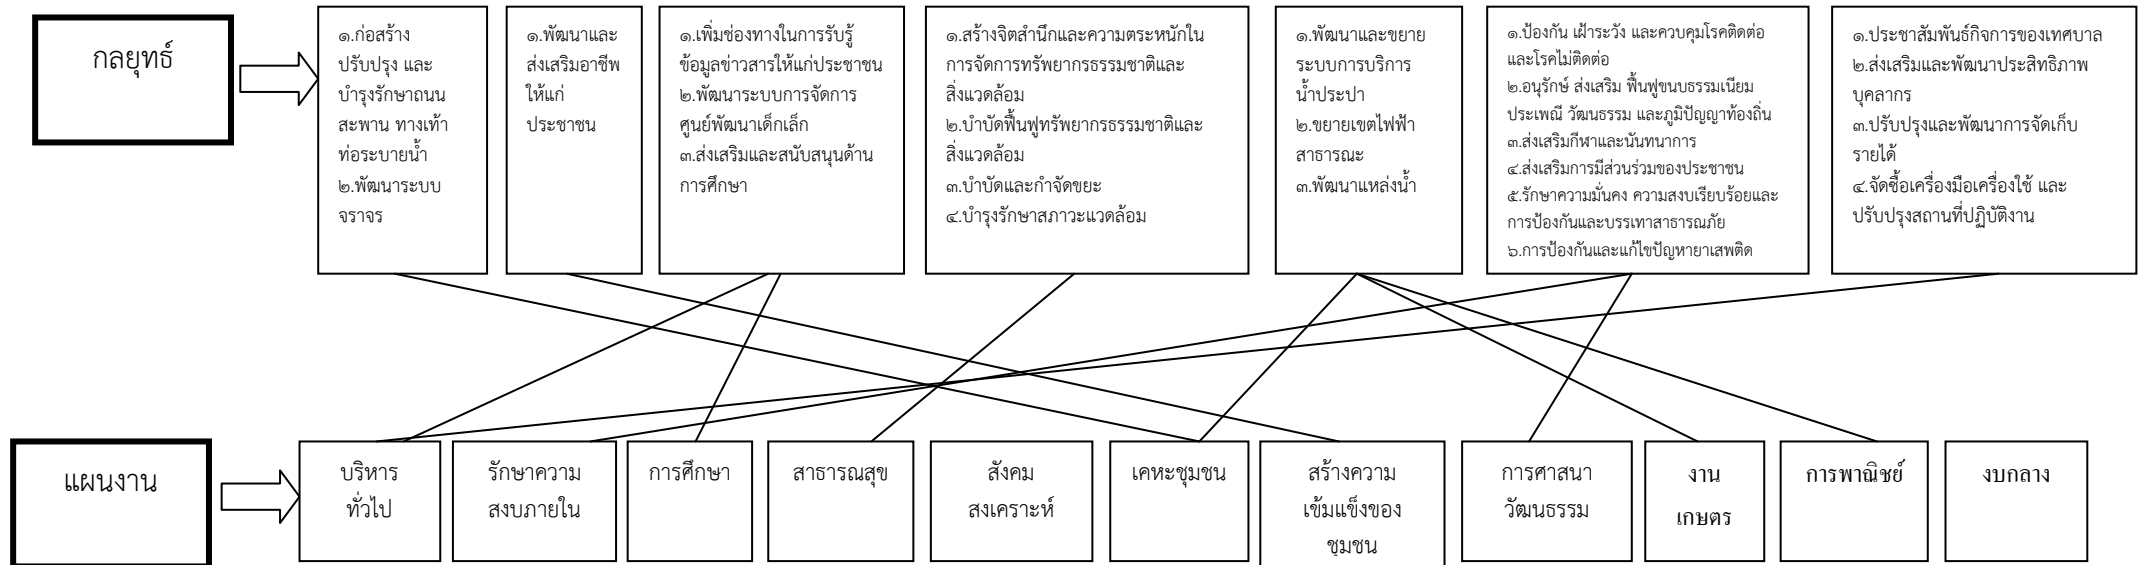 กลยุทธ์
๑.ก่อสร้าง
ปรับปรุง และ
บำรุงรักษาถนน
สะพาน ทางเท้า
ท่อระบายน้ำ
๒.พัฒนาระบบ
จราจร
๑.พัฒนาและ
ส่งเสริมอาชีพ
ให้แก่
ประชาชน
๑.เพิ่มช่องทางในการรับรู้
ข้อมูลข่าวสารให้แก่ประชาชน
๒.พัฒนาระบบการจัดการ
ศูนย์พัฒนาเด็กเล็ก
๓.ส่งเสริมและสนับสนุนด้าน
การศึกษา
๑.สร้างจิตสำนึกและความตระหนักใน
การจัดการทรัพยากรธรรมชาติและ
สิ่งแวดล้อม
๒.บำบัดฟื้นฟูทรัพยากรธรรมชาติและ
สิ่งแวดล้อม
๓.บำบัดและกำจัดขยะ
๔.บำรุงรักษาสภาวะแวดล้อม
๑.พัฒนาและขยาย
ระบบการบริการ
น้ำประปา
๒.ขยายเขตไฟฟ้า
สาธารณะ
๓.พัฒนาแหล่งน้ำ
๑.ป้องกัน เฝ้าระวัง และควบคุมโรคติดต่อ
และโรคไม่ติดต่อ
๒.อนุรักษ์ ส่งเสริม ฟื้นฟูขนบธรรมเนียม
ประเพณี วัฒนธรรม และภูมิปัญญาท้องถิ่น
๓.ส่งเสริมกีฬาและนันทนาการ
๔.ส่งเสริมการมีส่วนร่วมของประชาชน
๕.รักษาความมั่นคง ความสงบเรียบร้อยและ
การป้องกันและบรรเทาสาธารณภัย
๖.การป้องกันและแก้ไขปัญหายาเสพติด
๑.ประชาสัมพันธ์กิจการของเทศบาล
๒.ส่งเสริมและพัฒนาประสิทธิภาพ
บุคลากร
๓.ปรับปรุงและพัฒนาการจัดเก็บ
รายได้
๔.จัดซื้อเครื่องมือเครื่องใช้ และ
ปรับปรุงสถานที่ปฏิบัติงาน
แผนงาน
บริหาร
ทั่วไป
รักษาความ
สงบภายใน
การศึกษา
สาธารณสุข
สังคม
สงเคราะห์
เคหะชุมชน
สร้างความ
เข้มแข็งของ
ชุมชน
การศาสนา
วัฒนธรรม
งาน
เกษตร
การพาณิชย์
งบกลาง